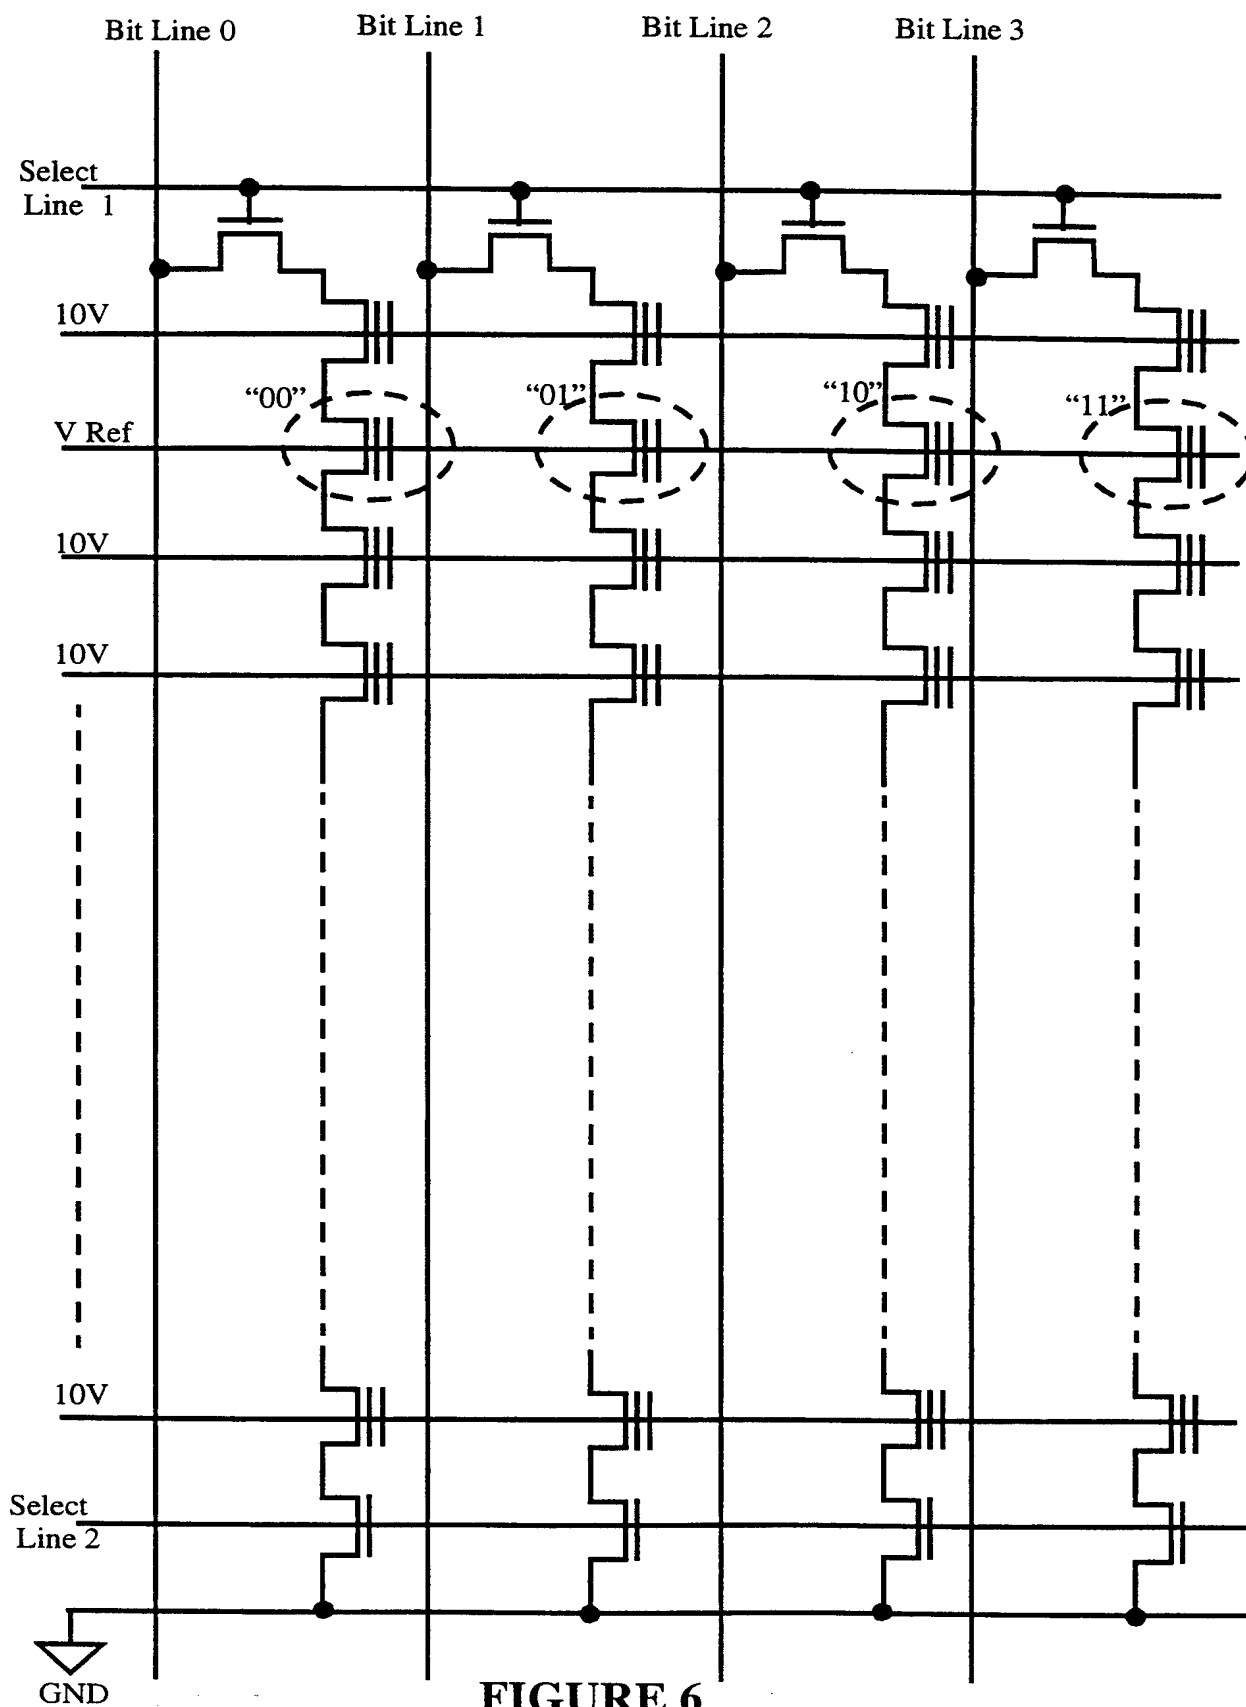 Bit Line 0 Bit Line 1 Bit Line 2 Bit Line 3
Select
Line 1
10V
"00" "01" "10" "11"
V Ref
10V
10V
10V
Select
Line 2
GND
FIGURE 6